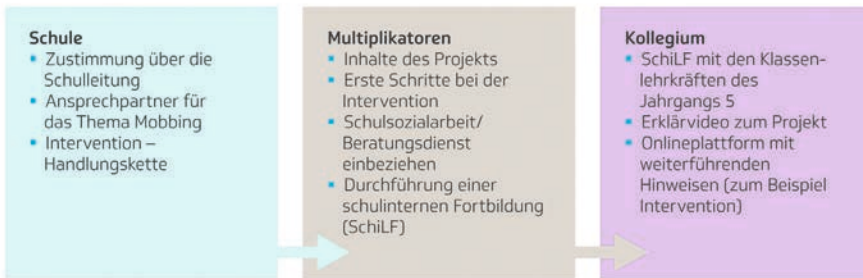 Schule
▪ Zustimmung über die
Schulleitung
▪ Ansprechpartner für
das Thema Mobbing
▪ Intervention –
Handlungskette
Multiplikatoren
▪ Inhalte des Projekts
▪ Erste Schritte bei der
Intervention
▪ Schulsozialarbeit/
Beratungsdienst
einbeziehen
▪ Durchführung einer
schulinternen Fortbildung
(SchiLF)
Kollegium
▪ SchiLF mit den Klassen-
lehrkräften des
Jahrgangs 5
▪ Erklärvideo zum Projekt
▪ Onlineplattform mit
weiterführenden
Hinweisen (zum Beispiel
Intervention)